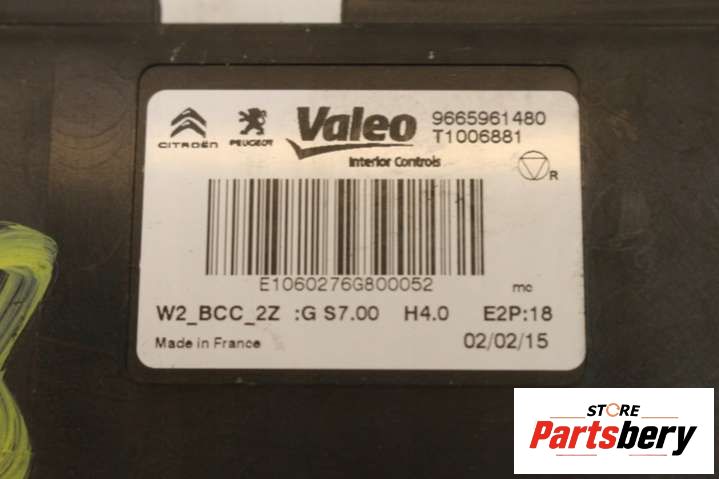 CITROËN PEUGEOT Valeo 9665961480
T1006881
Interior Controls
R
E1060276G800052 mc
W2_BCC_2Z :G S7.00 H4.0 E2P:18
Made in France 02/02/15
STORE
Partsbery